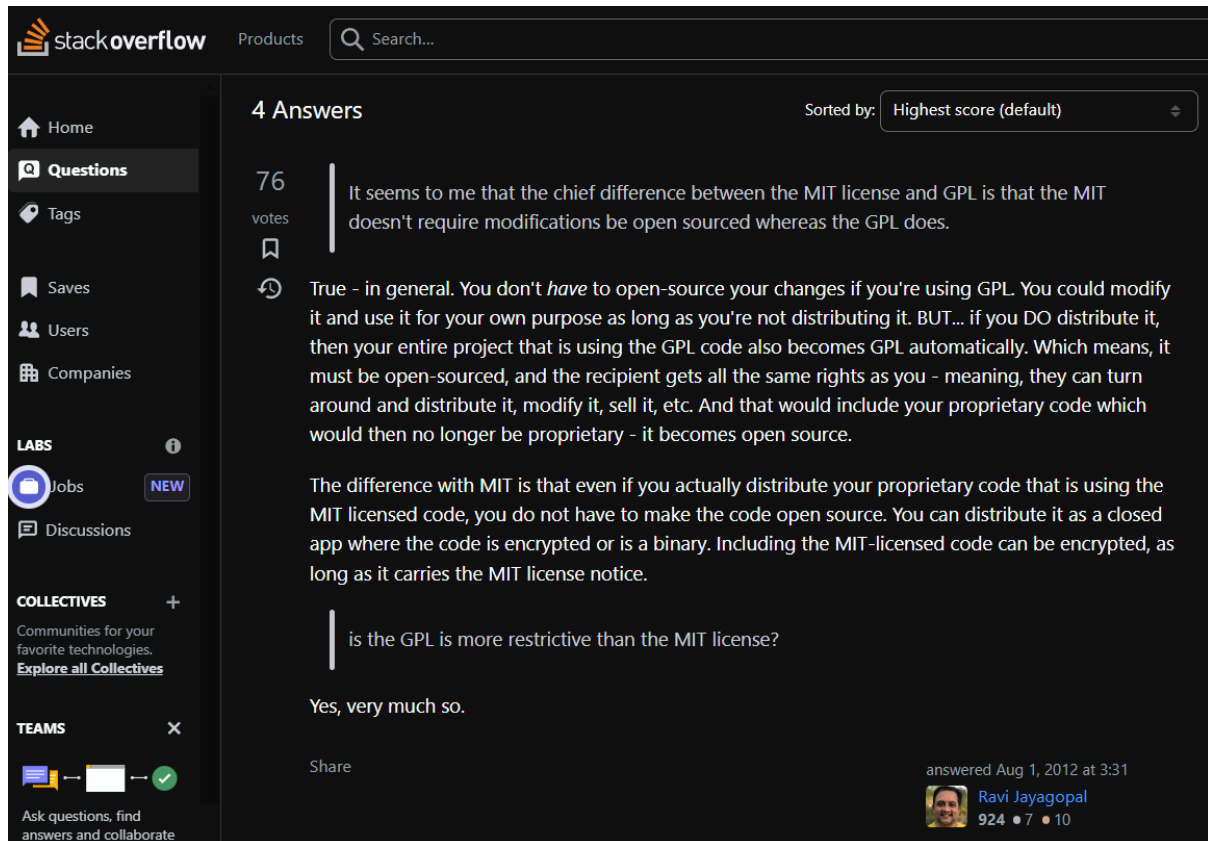 stackoverflow
Products
Search...
Home
Questions
Tags
Saves
Users
Companies
LABS
Jobs
NEW
Discussions
COLLECTIVES
Communities for your
favorite technologies.
Explore all Collectives
TEAMS
Ask questions, find
answers and collaborate
4 Answers
Sorted by:
Highest score (default)
76
votes
It seems to me that the chief difference between the MIT license and GPL is that the MIT
doesn't require modifications be open sourced whereas the GPL does.
True - in general. You don't have to open-source your changes if you're using GPL. You could modify
it and use it for your own purpose as long as you're not distributing it. BUT... if you DO distribute it,
then your entire project that is using the GPL code also becomes GPL automatically. Which means, it
must be open-sourced, and the recipient gets all the same rights as you - meaning, they can turn
around and distribute it, modify it, sell it, etc. And that would include your proprietary code which
would then no longer be proprietary - it becomes open source.
The difference with MIT is that even if you actually distribute your proprietary code that is using the
MIT licensed code, you do not have to make the code open source. You can distribute it as a closed
app where the code is encrypted or is a binary. Including the MIT-licensed code can be encrypted, as
long as it carries the MIT license notice.
is the GPL is more restrictive than the MIT license?
Yes, very much so.
Share
answered Aug 1, 2012 at 3:31
Ravi Jayagopal
924 ●7 ●10